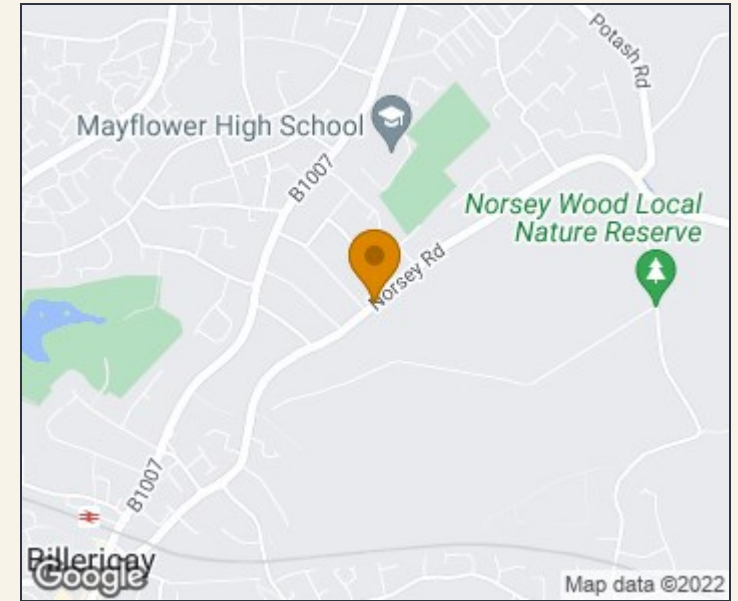 Potash Rd
Mayflower High School
B1007
Norsey Wood Local
Nature Reserve
Norsey Rd
B1007
Billericay
Google
Map data ©2022